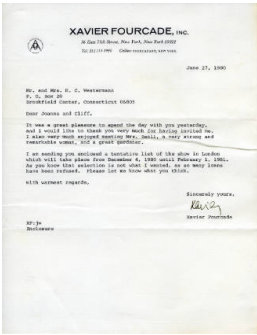 XAVIER FOURCADE, INC.
36 East 75th Street, New York, New York 10021
Tel: 212
Cables: FOURCADE, NEW YORK
June 27, 1980
Mr. and Mrs. H. C. Westermann
P. O. Box 28
Brookfield Center, Connecticut 06805
Dear Joanna and Cliff,
It was a great pleasure to spend the day with you yesterday,
and I would like to thank you very much for having invited me.
I also very much enjoyed meeting Mrs. a very strong and
remarkable woman, and a great gardener.
I am sending you enclosed a tentative list of the show in London
which will take place from December 4, 1980 until February 1, 1981.
As you know that selection is not what I wanted, as so many loans
have been refused. Please let me know what you think.
With warmest regards,
Sincerely yours,
Xavier Fourcade
XF:je
Enclosure